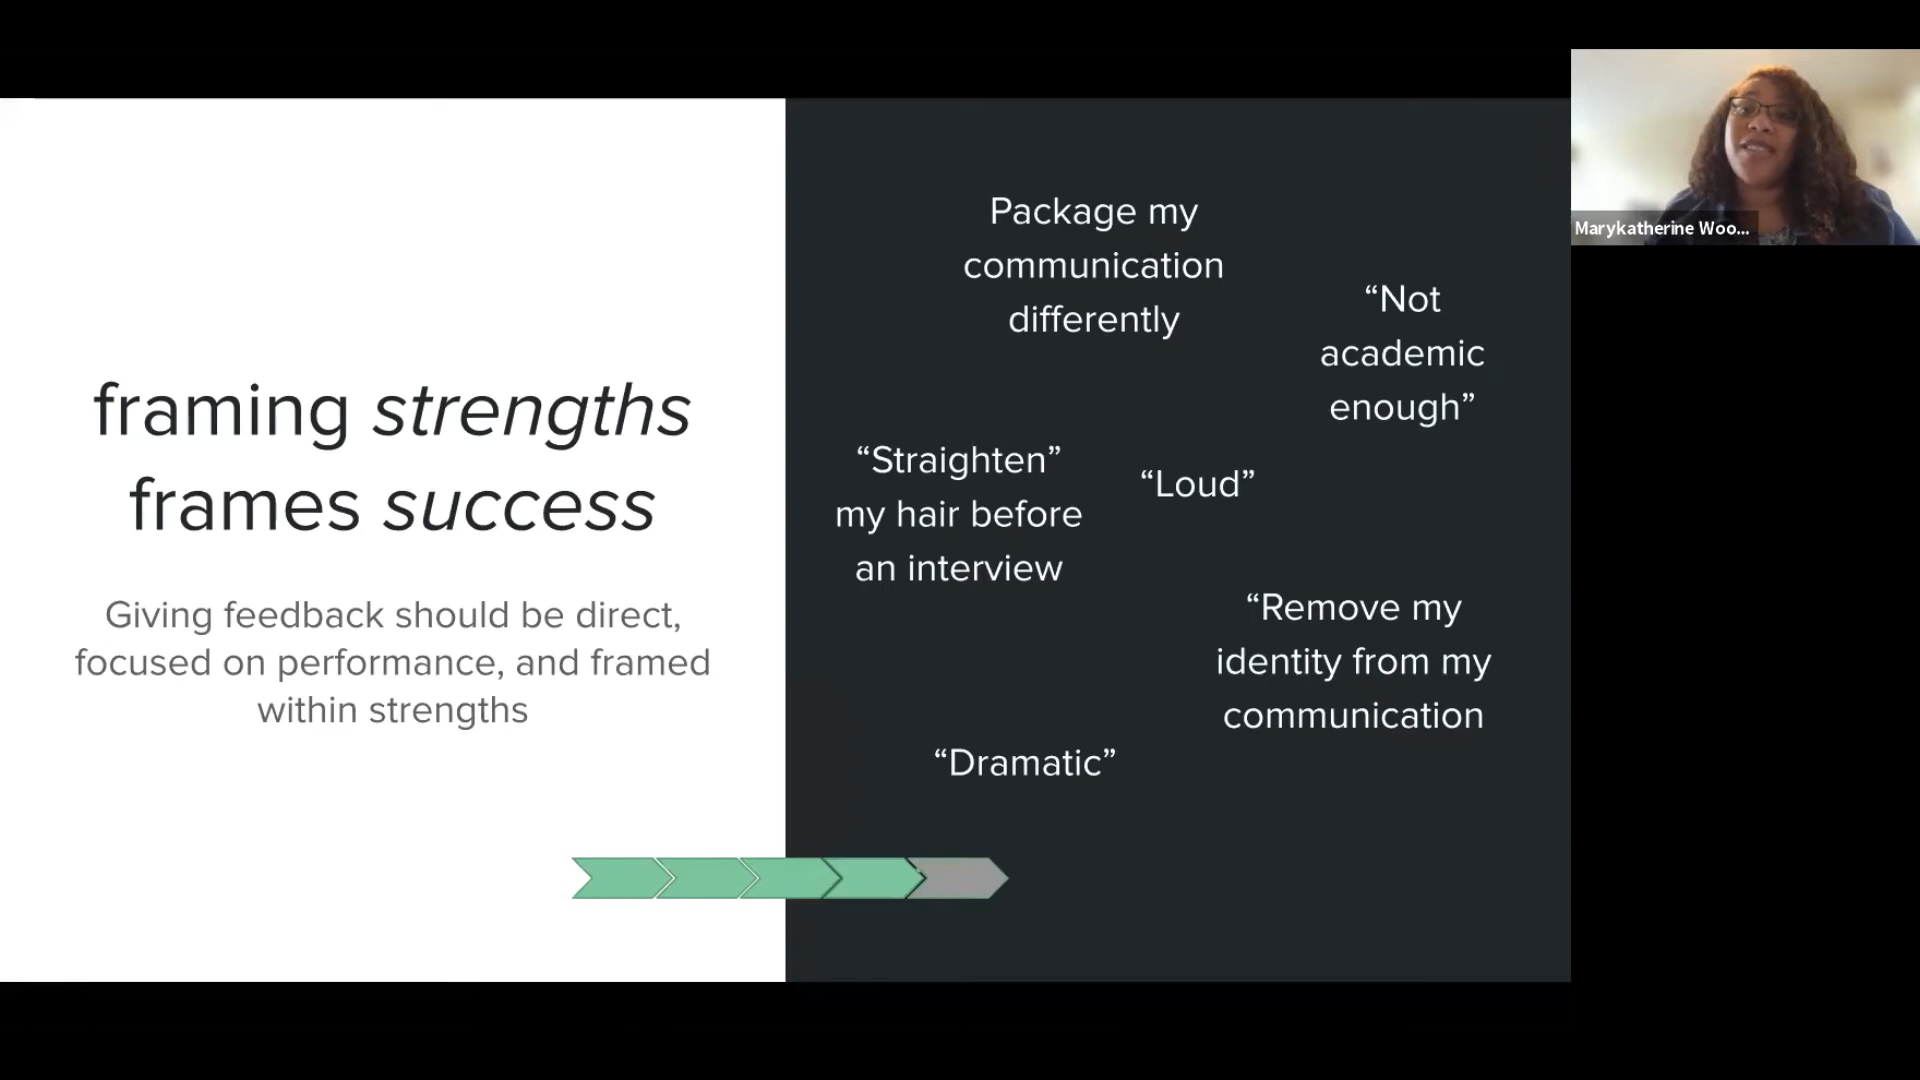 framing strengths
frames success
Giving feedback should be direct,
focused on performance, and framed
within strengths
Package my
communication
differently
“Not
academic
enough”
“Straighten”
my hair before
an interview
“Loud”
“Remove my
identity from my
communication
“Dramatic”
Marykatherine Woo...